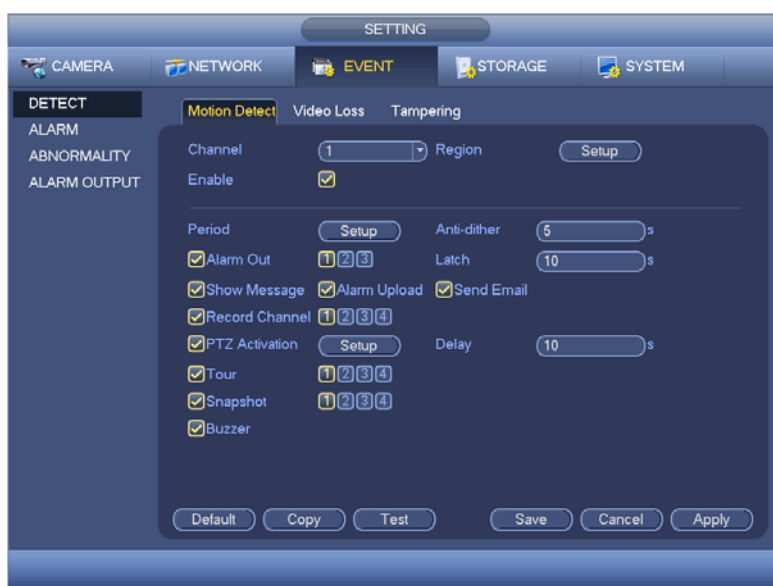 SETTING
CAMERA NETWORK EVENT STORAGE SYSTEM
DETECT
ALARM
ABNORMALITY
ALARM OUTPUT
Motion Detect Video Loss Tampering
Channel 1 Region Setup
Enable
Period Setup Anti-dither 5 s
Alarm Out 1 2 3 Latch 10 s
Show Message Alarm Upload Send Email
Record Channel 1 2 3 4
PTZ Activation Setup Delay 10 s
Tour 1 2 3 4
Snapshot 1 2 3 4
Buzzer
Default Copy Test Save Cancel Apply